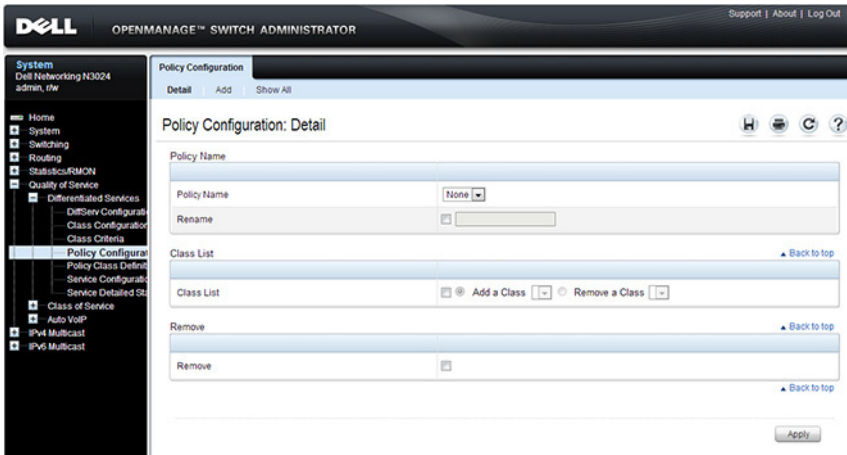 Support | About | Log Out
DELL OPENMANAGE™ SWITCH ADMINISTRATOR
System
Dell Networking N3024
admin, r/w
Home
System
Switching
Routing
Statistics/RMON
Quality of Service
Differentiated Services
DiffServ Configurati
Class Configuration
Class Criteria
Policy Configurat
Policy Class Definit
Service Configuratio
Service Detailed Sta
Class of Service
Auto VoIP
IPv4 Multicast
IPv6 Multicast
Policy Configuration
Detail Add Show All
Policy Configuration: Detail
H C ?
Policy Name
Policy Name None
Rename
Class List Back to top
Class List Add a Class Remove a Class
Remove Back to top
Remove
Back to top
Apply